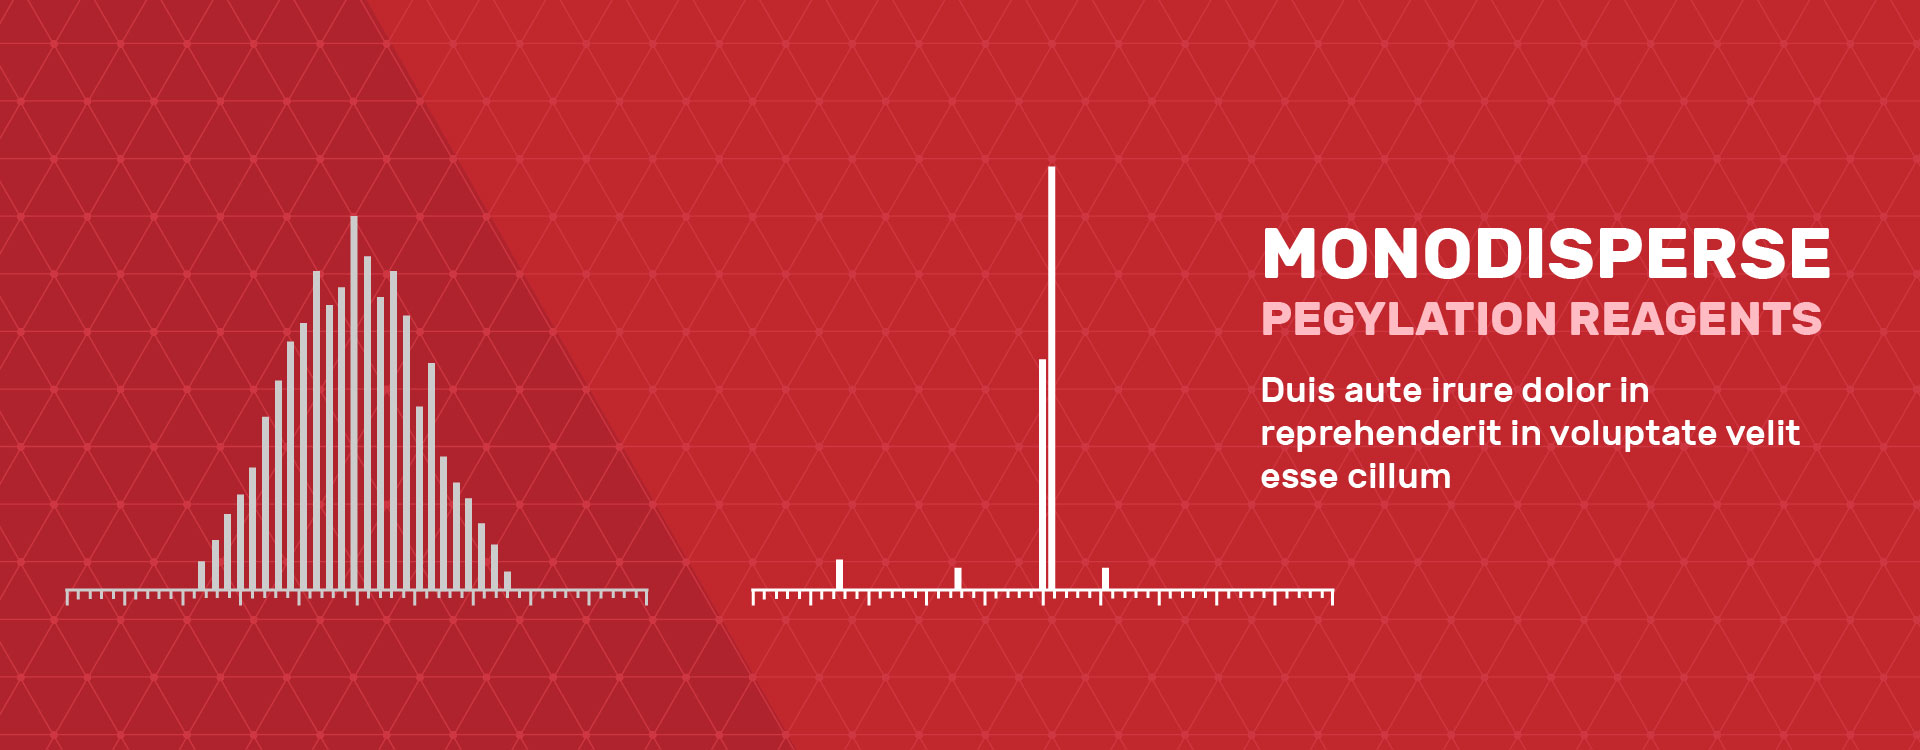 MONODISPERSE
PEGYLATION REAGENTS
Duis aute irure dolor in
reprehenderit in voluptate velit
esse cillum